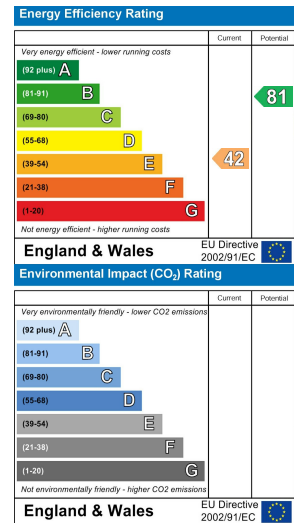 Energy Efficiency Rating
Current Potential
Very energy efficient - lower running costs
(92 plus) A
(81-91) B
81
(69-80) C
(55-68) D
(39-54) E
42
(21-38) F
(1-20) G
Not energy efficient - higher running costs
England & Wales
EU Directive
2002/91/EC
Environmental Impact (CO₂) Rating
Current Potential
Very environmentally friendly - lower CO2 emissions
(92 plus) A
(81-91) B
(69-80) C
(55-68) D
(39-54) E
(21-38) F
(1-20) G
Not environmentally friendly - higher CO2 emissions
England & Wales
EU Directive
2002/91/EC